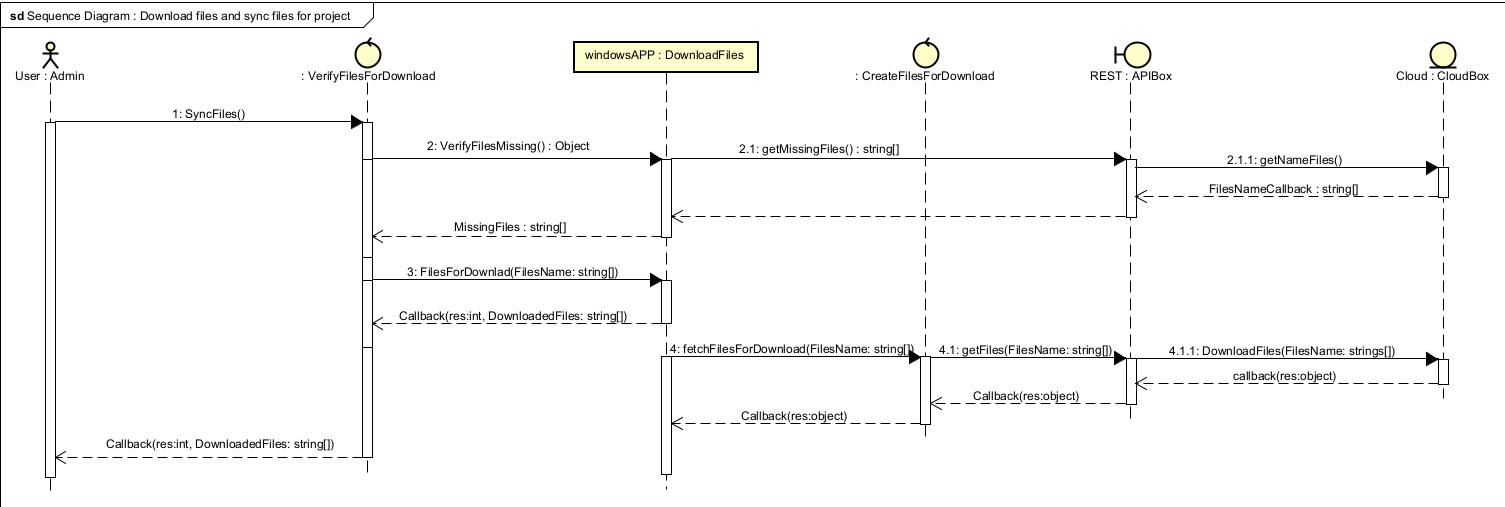 sd Sequence Diagram : Download files and sync files for project
User : Admin
: VerifyFilesForDownload
windowsAPP : DownloadFiles
: CreateFilesForDownload
REST : APIBox
Cloud : CloudBox
1: SyncFiles()
2: VerifyFilesMissing() : Object
2.1: getMissingFiles() : string[]
2.1.1: getNameFiles()
FilesNameCallback : string[]
MissingFiles : string[]
3: FilesForDownlad(FilesName: string[])
Callback(res:int, DownloadedFiles: string[])
4: fetchFilesForDownload(FilesName: string[])
4.1: getFiles(FilesName: string[])
4.1.1: DownloadFiles(FilesName: strings[])
callback(res:object)
Callback(res:object)
Callback(res:object)
Callback(res:int, DownloadedFiles: string[])